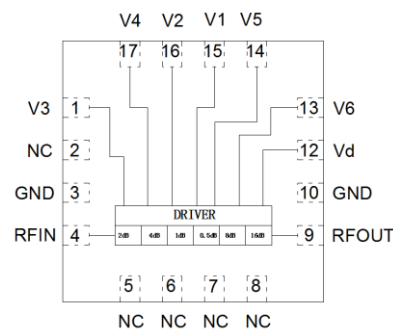 V4 V2 V1 V5
17 16 15 14
V3 1 13 V6
NC 2 12 Vd
GND 3 10 GND
DRIVER
RFIN 4 2dB 4dB 1dB 0.5dB 8dB 16dB 9 RFOUT
5 6 7 8
NC NC NC NC